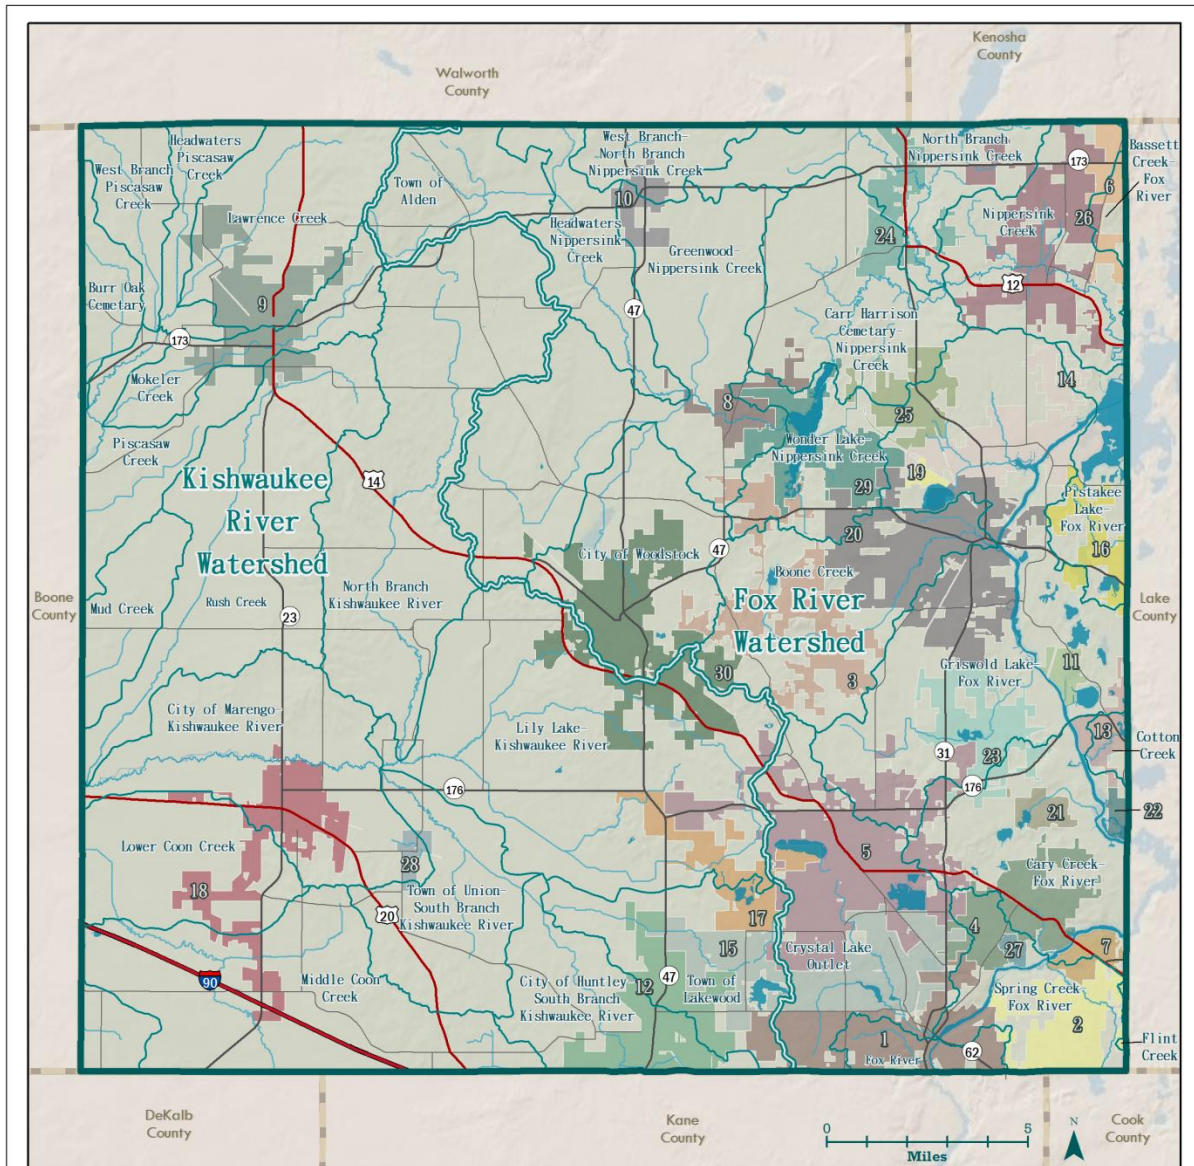 Kenosha
County
Walworth
County
Headwaters
Piscasaw
Creek
West Branch
Piscasaw
Creek
Town of
Alden
West Branch-
North Branch
Nippersink Creek
North Branch
Nippersink Creek
173
Bassett
Creek-
Fox
River
6
10
Lawrence Creek
Headwaters
Nippersink
Creek
Greenwood-
Nippersink Creek
24
Nippersink
Creek
26
Burr Oak
Cemetary
9
47
12
Carr Harrison
Cemetary-
Nippersink
Creek
173
Mokeler
Creek
14
8
25
Piscasaw
Creek
Wonder Lake-
Nippersink Creek
19
29
Kishwaukee
River
Watershed
14
Pistakee
Lake-
Fox River
20
16
City of Woodstock
47
Boone Creek
North Branch
Kishwaukee River
Fox River
Watershed
Boone
County
Mud Creek
Rush Creek
23
Lake
County
Griswold Lake-
Fox River
11
30
3
City of Marengo-
Kishwaukee River
Lily Lake-
Kishwaukee River
13
Cotton
Creek
31
23
176
176
21
22
Lower Coon Creek
28
5
Cary Creek-
Fox River
18
Town of Union-
South Branch
Kishwaukee River
20
17
4
15
27
7
Crystal Lake
Outlet
90
Middle Coon
Creek
City of Huntley-
South Branch
Kishwaukee River
12
47
Town of
Lakewood
Spring Creek-
Fox River
2
1
Fox River
62
Flint
Creek
DeKalb
County
Kane
County
Cook
County
0
5
Miles
N